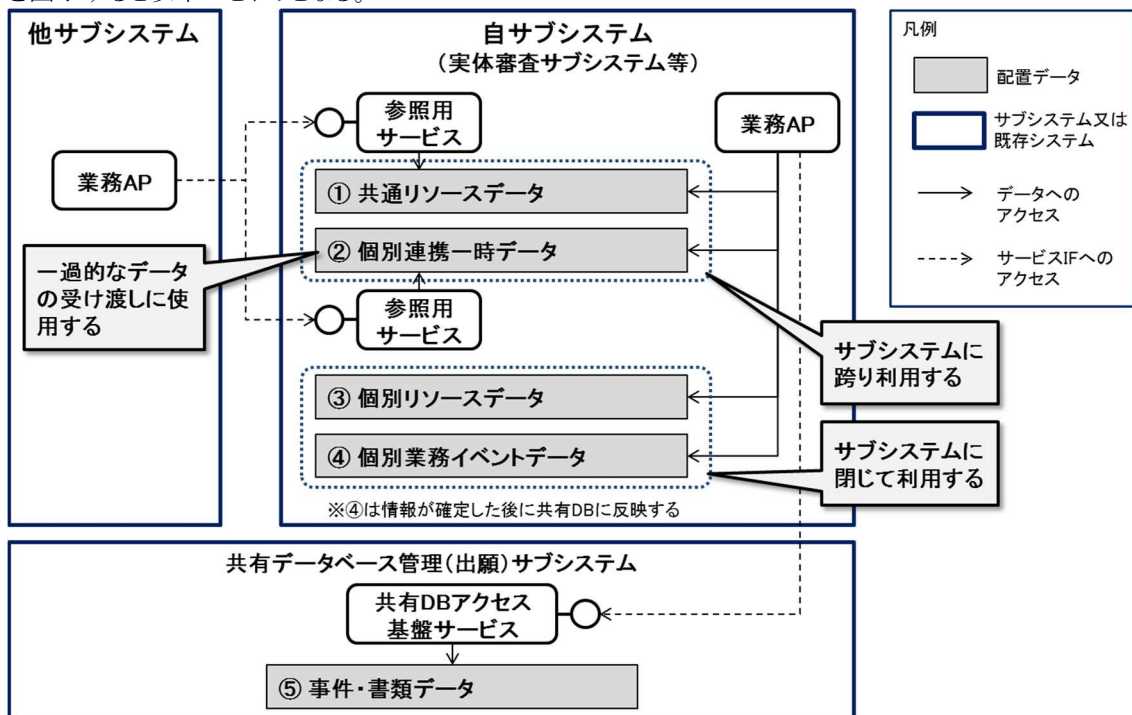 他サブシステム
業務AP
一過的なデータ
の受け渡しに使
用する
自サブシステム
(実体審査サブシステム等)
参照用
サービス
業務AP
① 共通リソースデータ
② 個別連携一時データ
参照用
サービス
③ 個別リソースデータ
④ 個別業務イベントデータ
※④は情報が確定した後に共有DBに反映する
サブシステムに
跨り利用する
サブシステムに
閉じて利用する
凡例
配置データ
サブシステム又は
既存システム
データへの
アクセス
サービスIFへの
アクセス
共有データベース管理(出願)サブシステム
共有DBアクセス
基盤サービス
⑤ 事件・書類データ